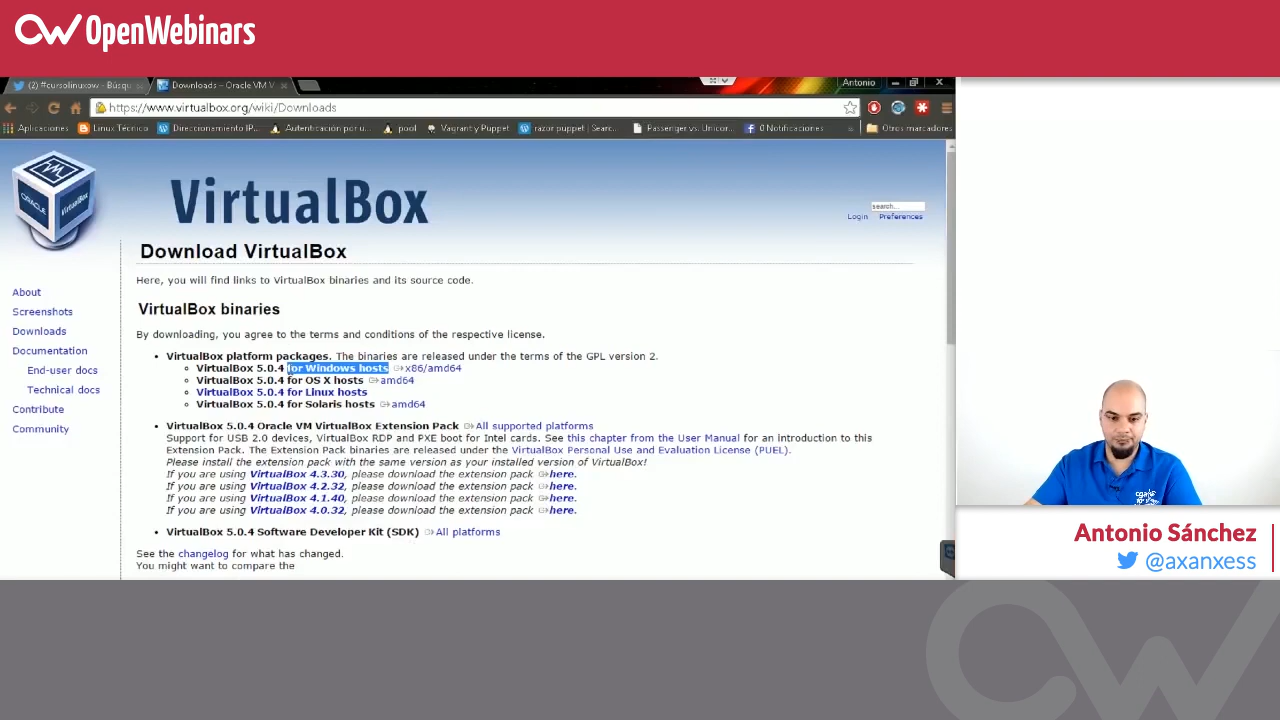 OpenWebinars
(2) #cursolinuxow - Búsqu
Downloads – Oracle VM V
Antonio
https://www.virtualbox.org/wiki/Downloads
Aplicaciones
Linux Técnico
Direccionamiento IP...
Autenticación por u...
pool
Vagrant y Puppet
razor puppet | Searc...
Passenger vs. Unicor...
0 Notificaciones
»
Otros marcadores
ORACLE
VirtualBox
VirtualBox
search...
Login
Preferences
Download VirtualBox
Here, you will find links to VirtualBox binaries and its source code.
About
Screenshots
Downloads
Documentation
End-user docs
Technical docs
Contribute
Community
VirtualBox binaries
By downloading, you agree to the terms and conditions of the respective license.
• VirtualBox platform packages. The binaries are released under the terms of the GPL version 2.
VirtualBox 5.0.4 for Windows hosts x86/amd64
VirtualBox 5.0.4 for OS X hosts amd64
VirtualBox 5.0.4 for Linux hosts
VirtualBox 5.0.4 for Solaris hosts amd64
• VirtualBox 5.0.4 Oracle VM VirtualBox Extension Pack All supported platforms
Support for USB 2.0 devices, VirtualBox RDP and PXE boot for Intel cards. See this chapter from the User Manual for an introduction to this
Extension Pack. The Extension Pack binaries are released under the VirtualBox Personal Use and Evaluation License (PUEL).
Please install the extension pack with the same version as your installed version of VirtualBox!
If you are using VirtualBox 4.3.30, please download the extension pack here.
If you are using VirtualBox 4.2.32, please download the extension pack here.
If you are using VirtualBox 4.1.40, please download the extension pack here.
If you are using VirtualBox 4.0.32, please download the extension pack here.
• VirtualBox 5.0.4 Software Developer Kit (SDK) All platforms
See the changelog for what has changed.
You might want to compare the
Antonio Sánchez
@axanxess